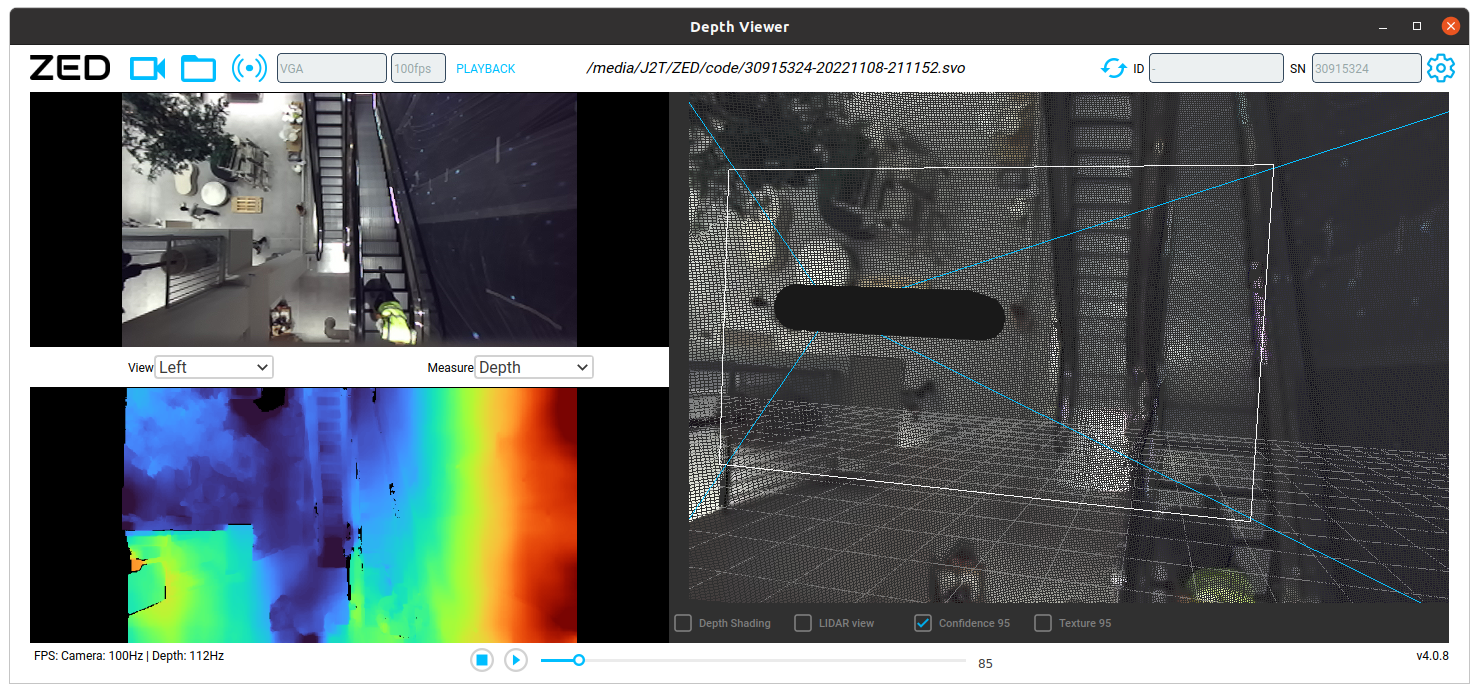 Depth Viewer
ZED VGA 100fps PLAYBACK /media/J2T/ZED/code/30915324-20221108-211152.svo ID - SN 30915324
View Left Measure Depth
Depth Shading LIDAR view Confidence 95 Texture 95
FPS: Camera: 100Hz | Depth: 112Hz 85 v4.0.8